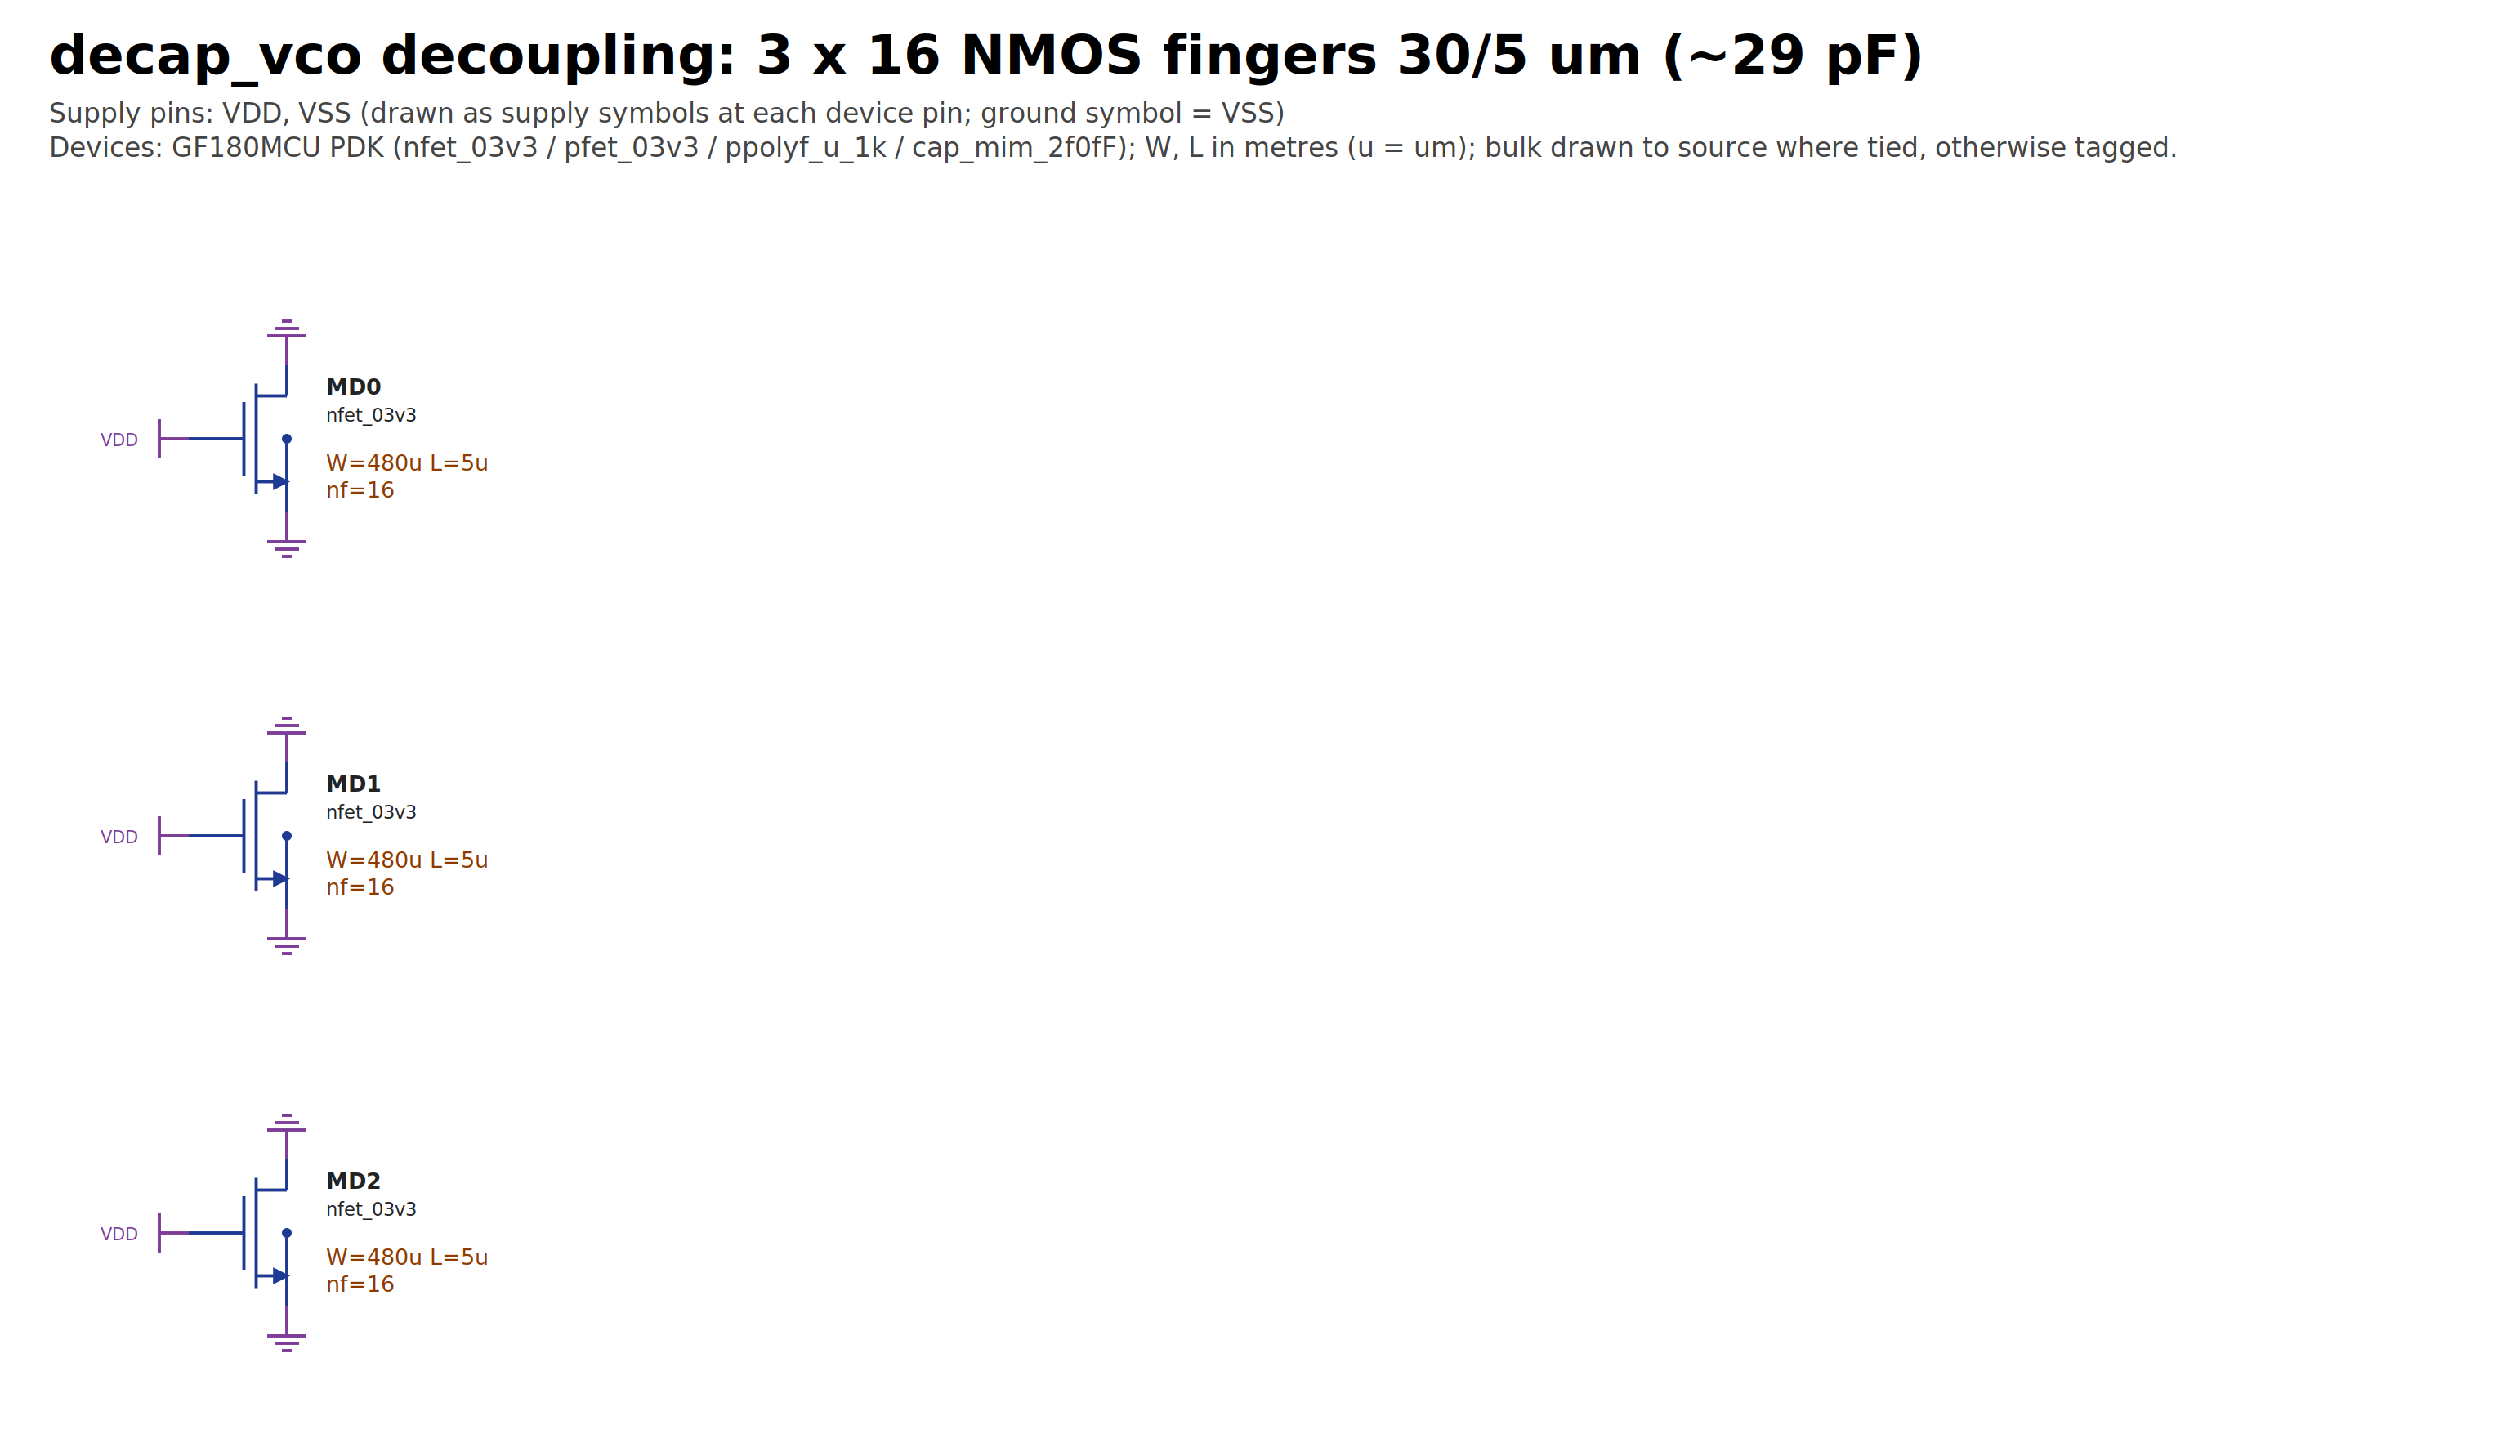 decap_vco decoupling: 3 x 16 NMOS fingers 30/5 um (~29 pF)
Supply pins: VDD, VSS (drawn as supply symbols at each device pin; ground symbol = VSS)
Devices: GF180MCU PDK (nfet_03v3 / pfet_03v3 / ppolyf_u_1k / cap_mim_2f0fF); W, L in metres (u = um); bulk drawn to source where tied, otherwise tagged.
MD0
nfet_03v3
VDD
W=480u L=5u
nf=16
MD1
nfet_03v3
VDD
W=480u L=5u
nf=16
MD2
nfet_03v3
VDD
W=480u L=5u
nf=16